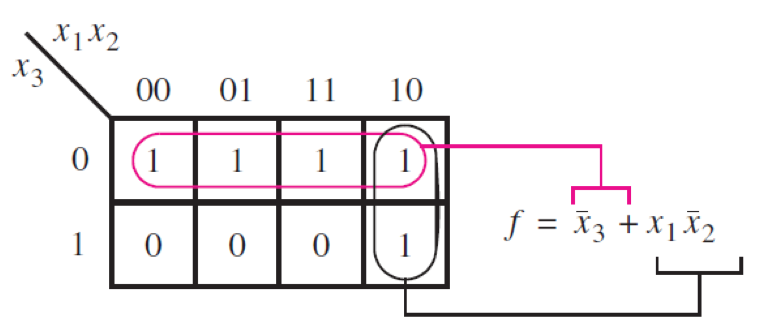 x₁x₂
x₃
00 01 11 10
0 1 1 1 1
1 0 0 0 1
f = x̄₃ + x₁x̄₂